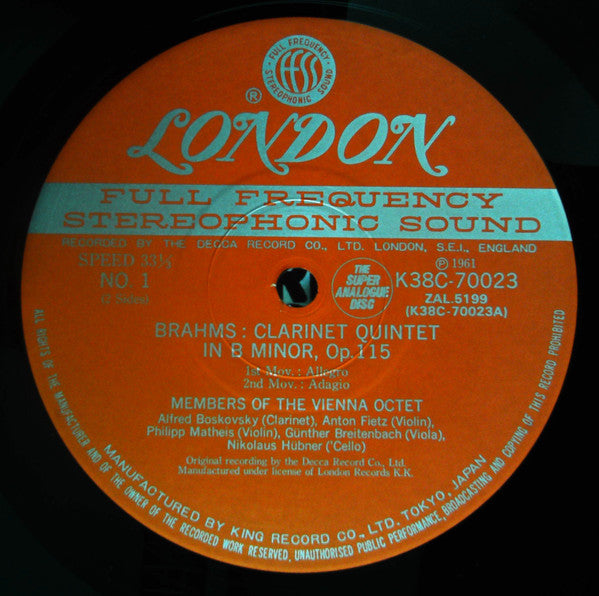 FULL FREQUENCY
ffss
STEREOPHONIC SOUND
®
LONDON
FULL FREQUENCY
STEREOPHONIC SOUND
RECORDED BY THE DECCA RECORD CO., LTD. LONDON, S.E.I., ENGLAND
SPEED 33⅓
NO. 1
(2 Sides)
THE
SUPER
ANALOGUE
DISC
Ⓟ 1961
K38C-70023
ZAL.5199
(K38C-70023A)
BRAHMS : CLARINET QUINTET
IN B MINOR, Op.115
1st Mov. : Allegro
2nd Mov. : Adagio
MEMBERS OF THE VIENNA OCTET
Alfred Boskovsky (Clarinet), Anton Fietz (Violin),
Philipp Matheis (Violin), Günther Breitenbach (Viola),
Nikolaus Hübner ('Cello)
Original recording by the Decca Record Co., Ltd.
Manufactured under license of London Records K.K.
MANUFACTURED BY KING RECORD CO., LTD. TOKYO, JAPAN
ALL RIGHTS OF THE MANUFACTURER AND OF THE OWNER OF THE RECORDED WORK RESERVED, UNAUTHORISED PUBLIC PERFORMANCE, BROADCASTING AND COPYING OF THIS RECORD PROHIBITED